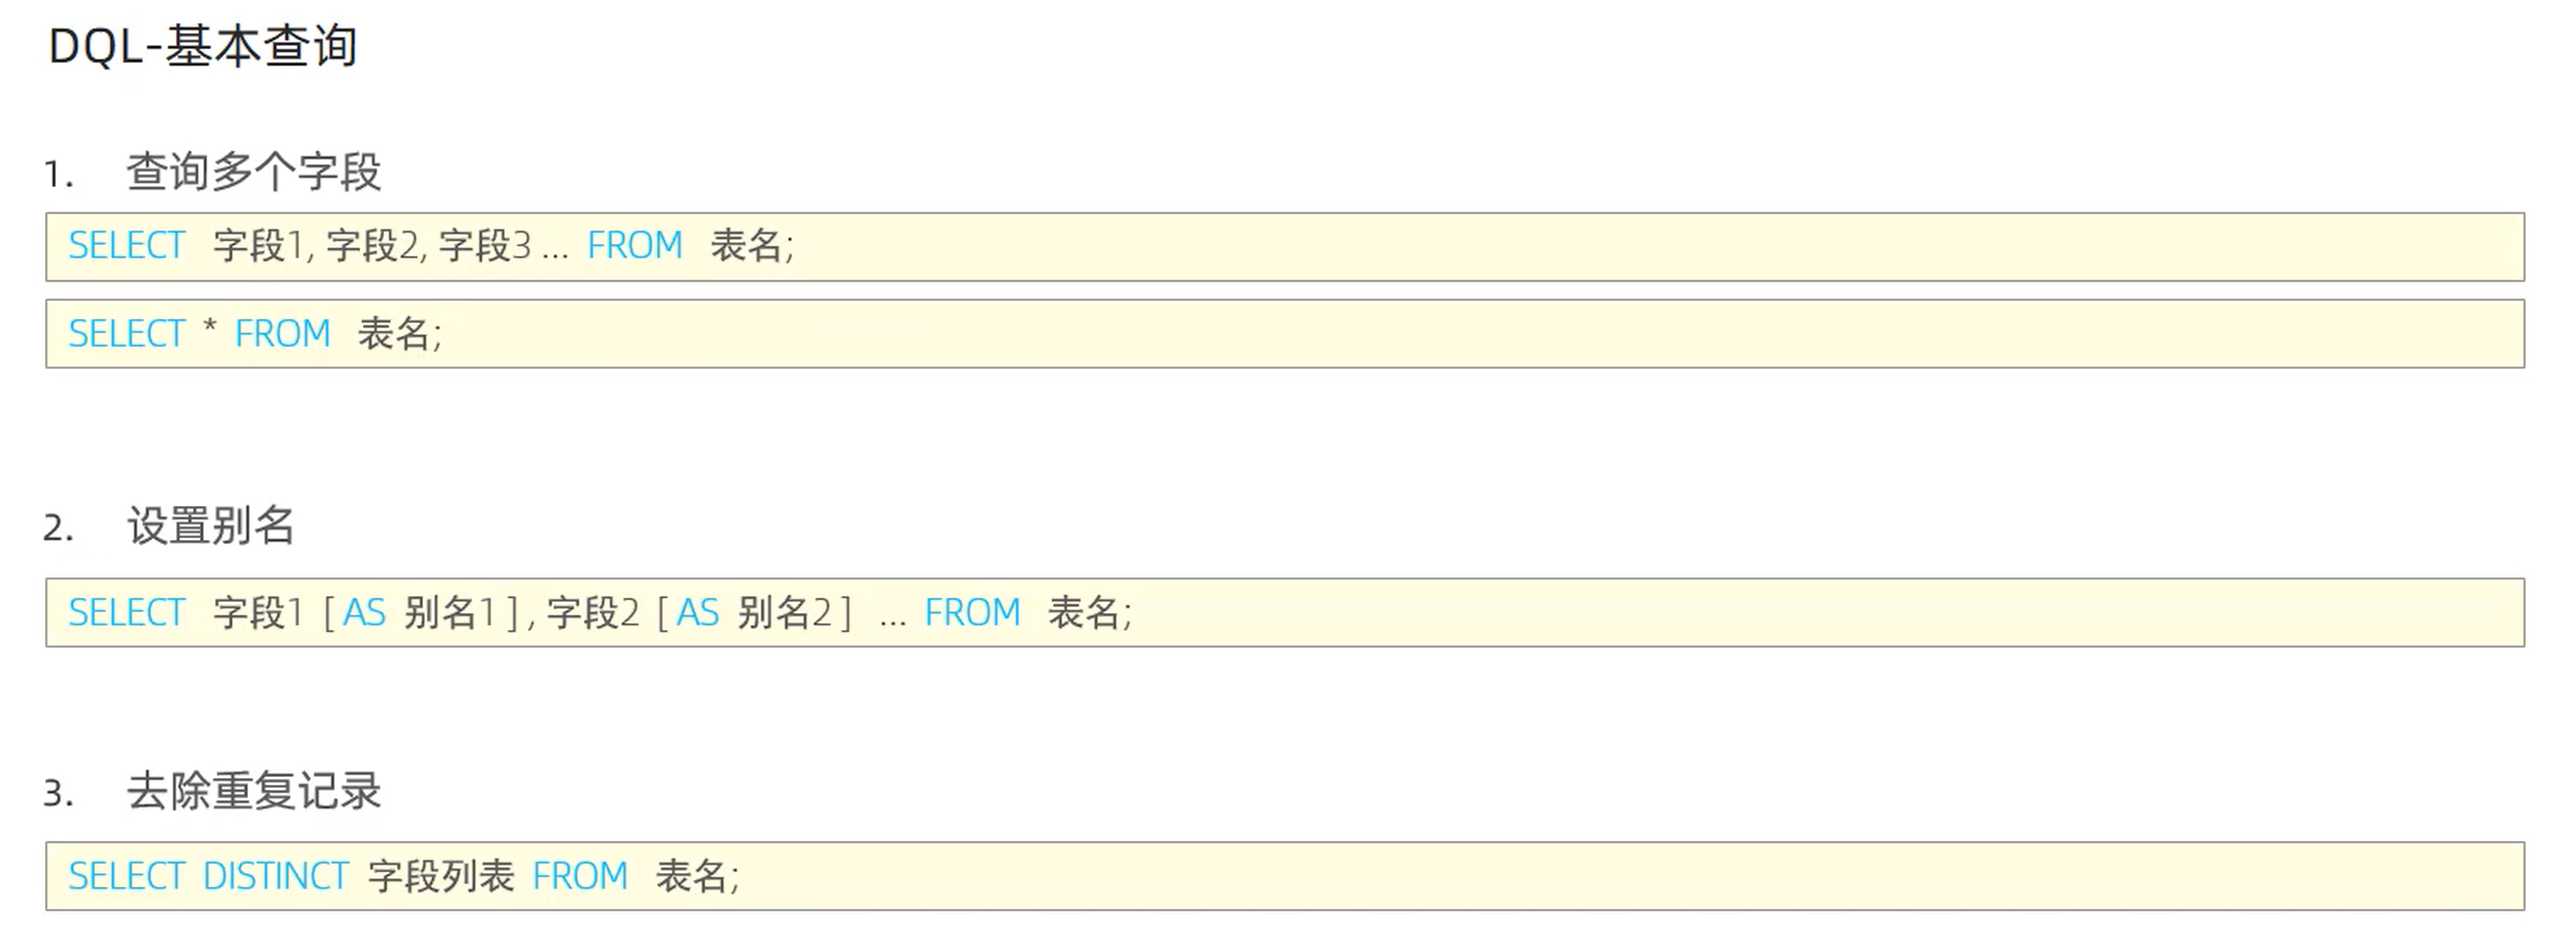 DQL-基本查询
1. 查询多个字段
SELECT 字段1, 字段2, 字段3 ... FROM 表名;
SELECT * FROM 表名;
2. 设置别名
SELECT 字段1 [ AS 别名1 ] , 字段2 [ AS 别名2 ] ... FROM 表名;
3. 去除重复记录
SELECT DISTINCT 字段列表 FROM 表名;